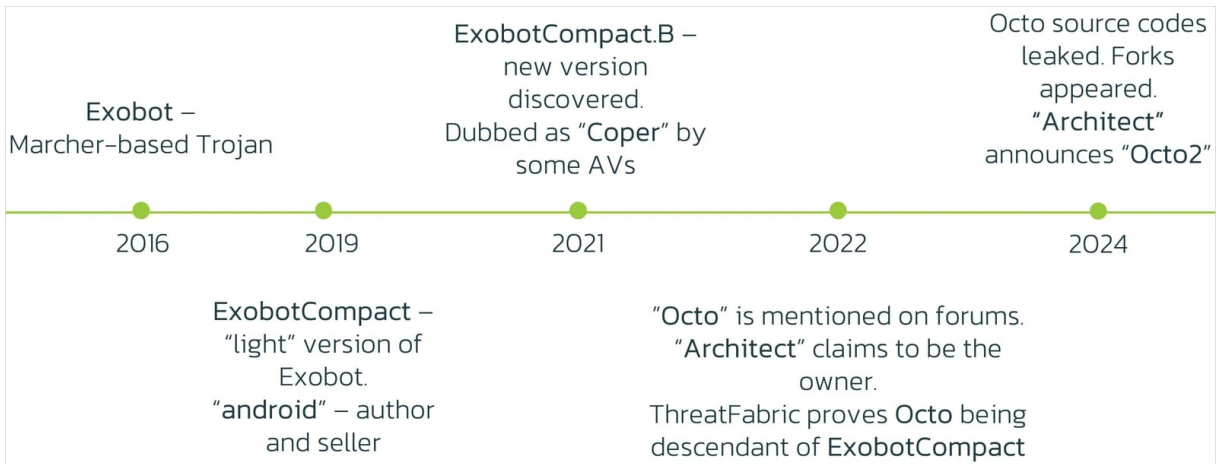 Exobot –
Marcher-based Trojan
2016
ExobotCompact –
“light” version of
Exobot.
“android” – author
and seller
2019
ExobotCompact.B –
new version
discovered.
Dubbed as “Coper” by
some AVs
2021
"Octo" is mentioned on forums.
“Architect” claims to be the
owner.
ThreatFabric proves Octo being
descendant of ExobotCompact
2022
Octo source codes
leaked. Forks
appeared.
“Architect”
announces “Octo2”
2024